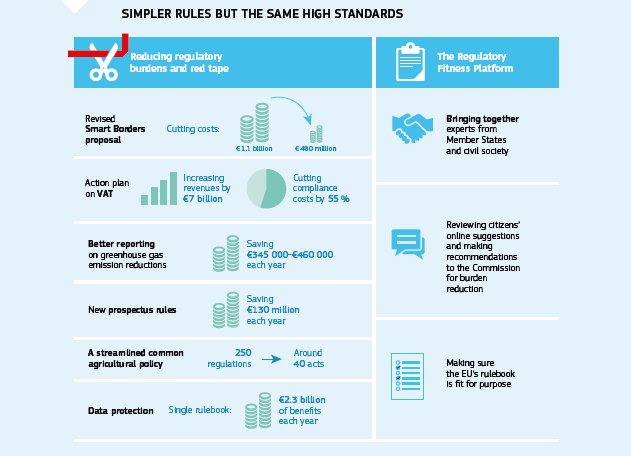 SIMPLER RULES BUT THE SAME HIGH STANDARDS
Reducing regulatory
burdens and red tape
Revised
Smart Borders
proposal
Cutting costs:
€1.1 billion
€480 million
Action plan
on VAT
Increasing
revenues by
€7 billion
Cutting
compliance
costs by 55 %
Better reporting
on greenhouse gas
emission reductions
Saving
€345 000-€460 000
each year
New prospectus rules
Saving
€130 million
each year
A streamlined common
agricultural policy
250
regulations
Around
40 acts
Data protection
Single rulebook:
€2.3 billion
of benefits
each year
The Regulatory
Fitness Platform
Bringing together
experts from
Member States
and civil society
Reviewing citizens'
online suggestions
and making
recommendations
to the Commission
for burden
reduction
Making sure
the EU's rulebook
is fit for purpose